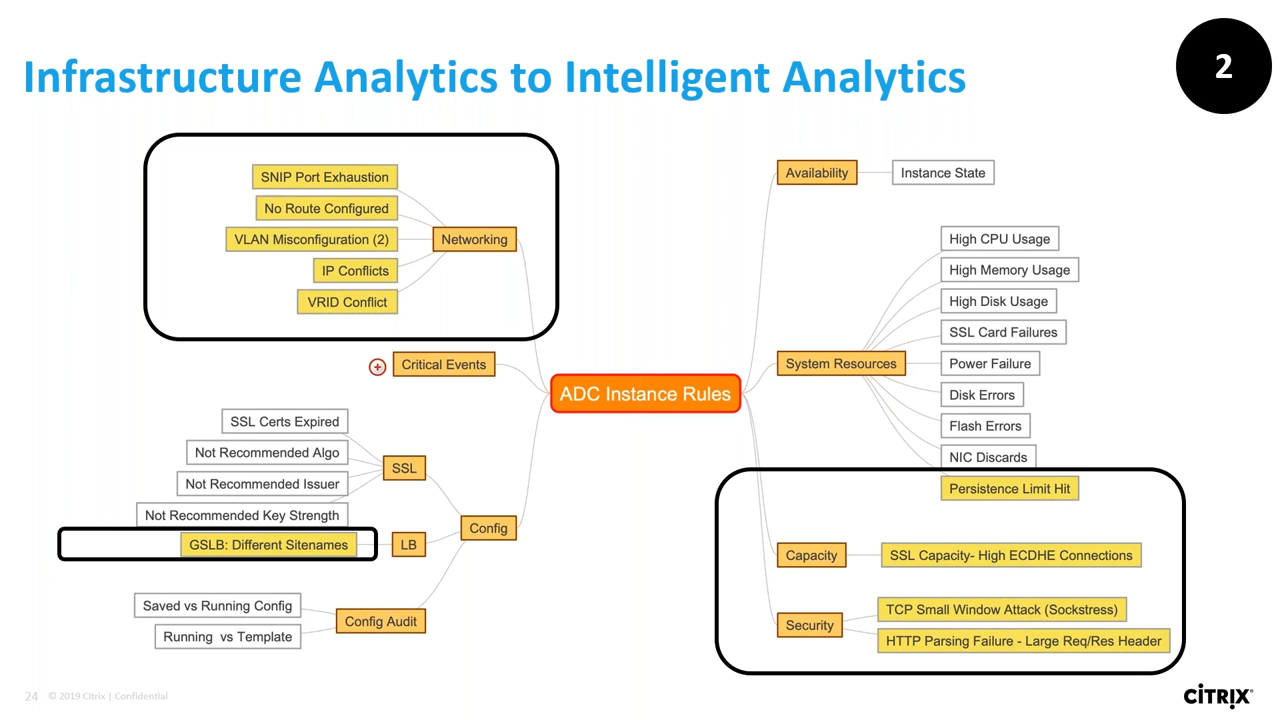 Infrastructure Analytics to Intelligent Analytics
2
SNIP Port Exhaustion
No Route Configured
VLAN Misconfiguration (2)
IP Conflicts
VRID Conflict
Networking
Critical Events
SSL Certs Expired
Not Recommended Algo
Not Recommended Issuer
Not Recommended Key Strength
SSL
GSLB: Different Sitenames
LB
Config
Saved vs Running Config
Running vs Template
Config Audit
ADC Instance Rules
Availability
Instance State
High CPU Usage
High Memory Usage
High Disk Usage
SSL Card Failures
System Resources
Power Failure
Disk Errors
Flash Errors
NIC Discards
Persistence Limit Hit
Capacity
SSL Capacity- High ECDHE Connections
Security
TCP Small Window Attack (Sockstress)
HTTP Parsing Failure - Large Req/Res Header
24 © 2019 Citrix | Confidential
CITRIX®